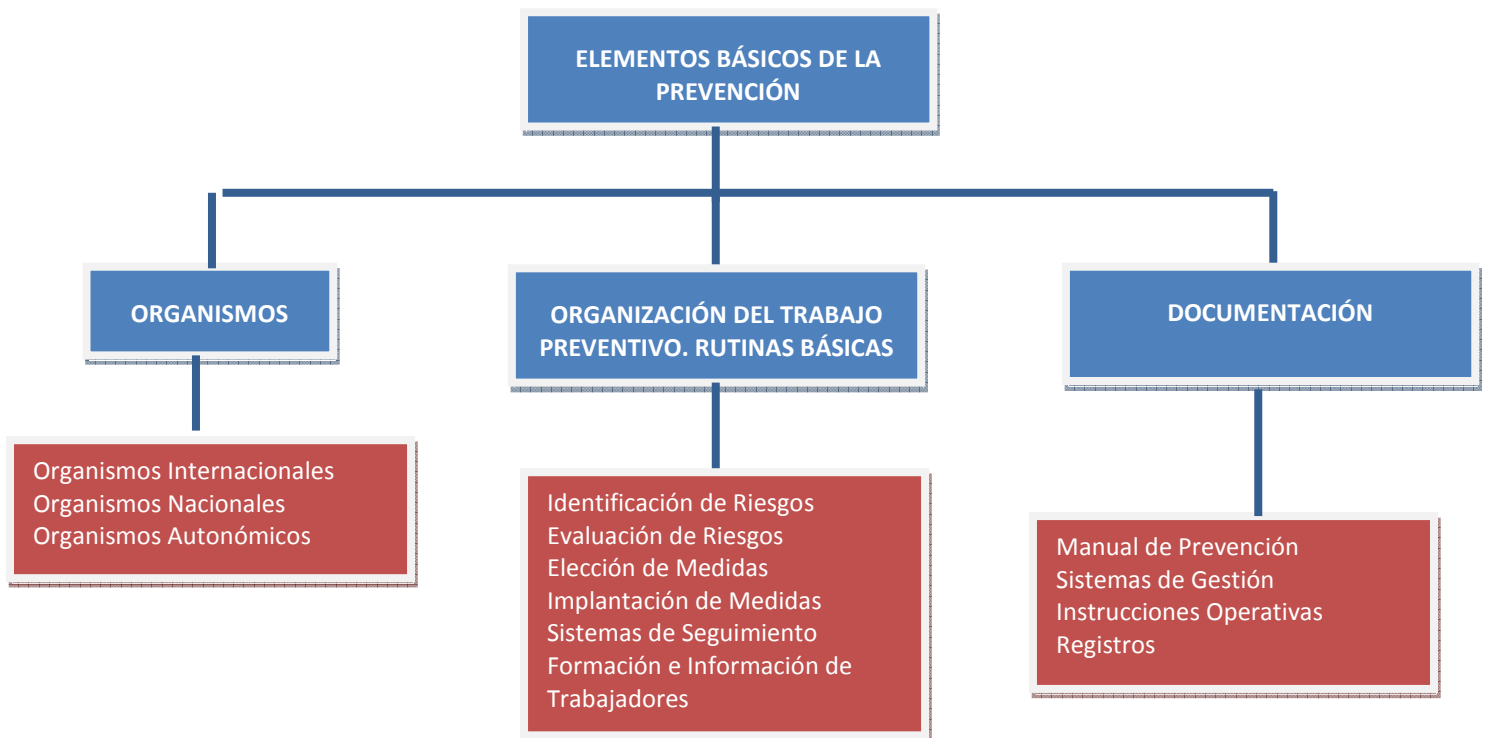 ELEMENTOS BÁSICOS DE LA
PREVENCIÓN
ORGANISMOS
ORGANIZACIÓN DEL TRABAJO
PREVENTIVO. RUTINAS BÁSICAS
DOCUMENTACIÓN
Organismos Internacionales
Organismos Nacionales
Organismos Autonómicos
Identificación de Riesgos
Evaluación de Riesgos
Elección de Medidas
Implantación de Medidas
Sistemas de Seguimiento
Formación e Información de
Trabajadores
Manual de Prevención
Sistemas de Gestión
Instrucciones Operativas
Registros